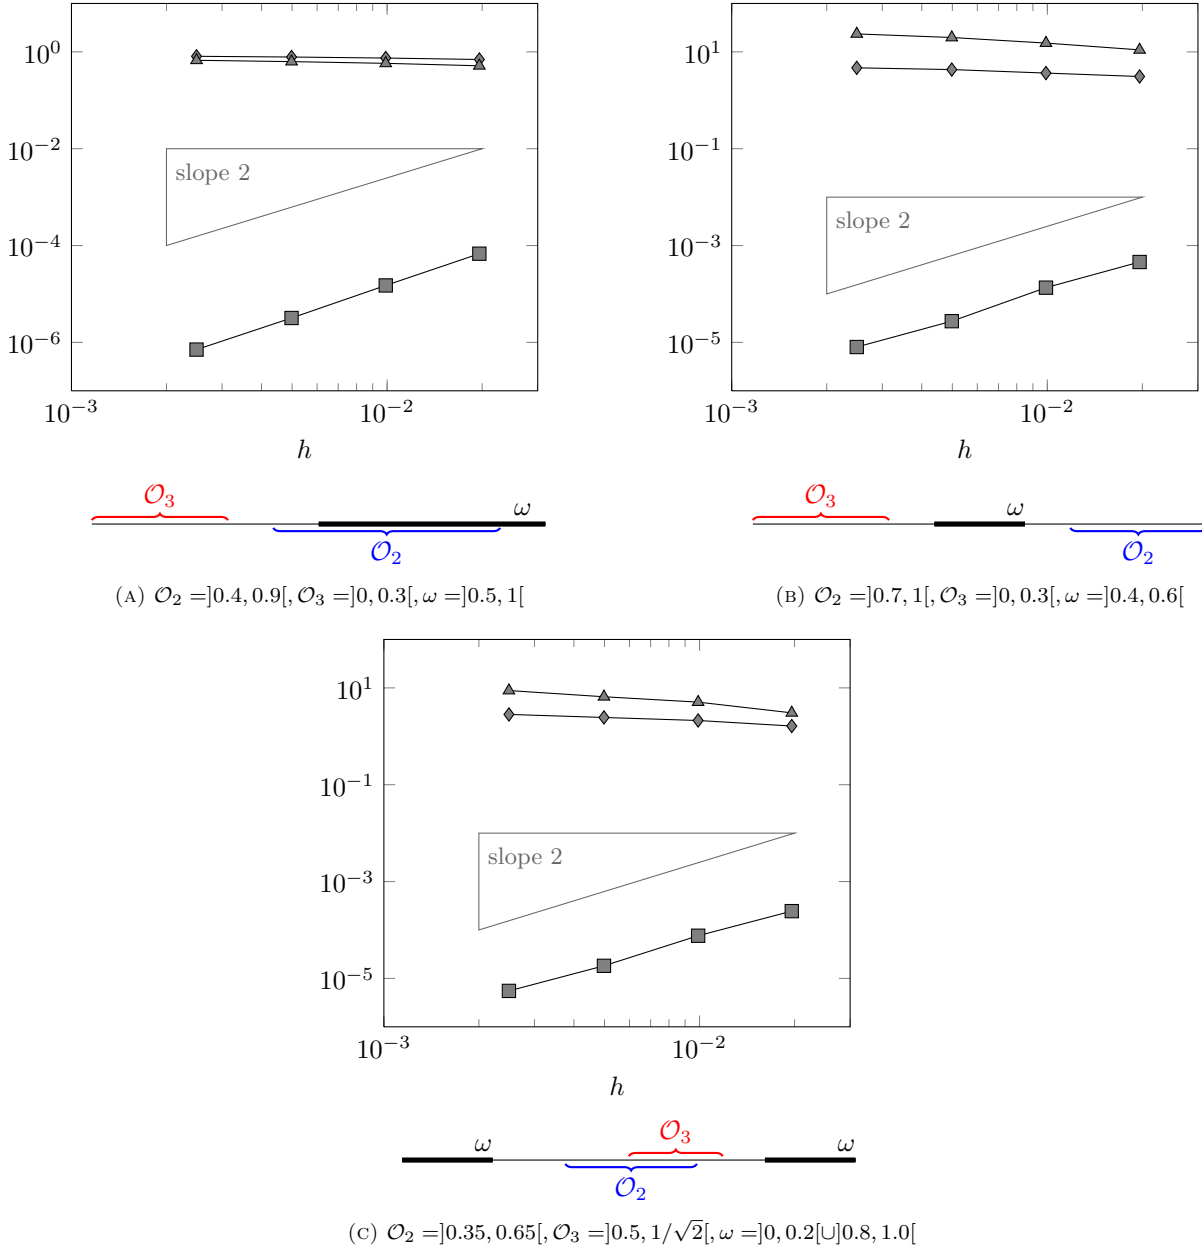 10^0
10^{-2}
slope 2
10^{-4}
10^{-6}
10^{-3}
10^{-2}
h
𝒪_3
ω
𝒪_2
(A) 𝒪_2 =]0.4, 0.9[, 𝒪_3 =]0, 0.3[, ω =]0.5, 1[
10^1
10^{-1}
slope 2
10^{-3}
10^{-5}
10^{-3}
10^{-2}
h
𝒪_3
ω
𝒪_2
(B) 𝒪_2 =]0.7, 1[, 𝒪_3 =]0, 0.3[, ω =]0.4, 0.6[
10^1
10^{-1}
slope 2
10^{-3}
10^{-5}
10^{-3}
10^{-2}
h
ω
𝒪_3
ω
𝒪_2
(C) 𝒪_2 =]0.35, 0.65[, 𝒪_3 =]0.5, 1/√2[, ω =]0, 0.2[∪]0.8, 1.0[